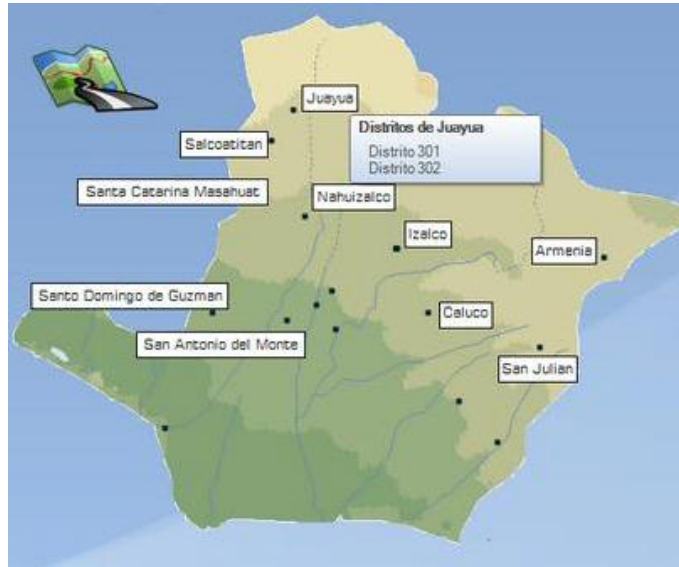 Juayua
Distritos de Juayua
Distrito 301
Distrito 302
Salcoatitan
Santa Catarina Masahuat
Nahuizalco
Izalco
Armenia
Santo Domingo de Guzman
Caluco
San Antonio del Monte
San Julian